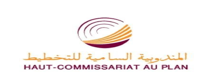 المندوبية السامية للتخطيط
HAUT-COMMISSARIAT AU PLAN